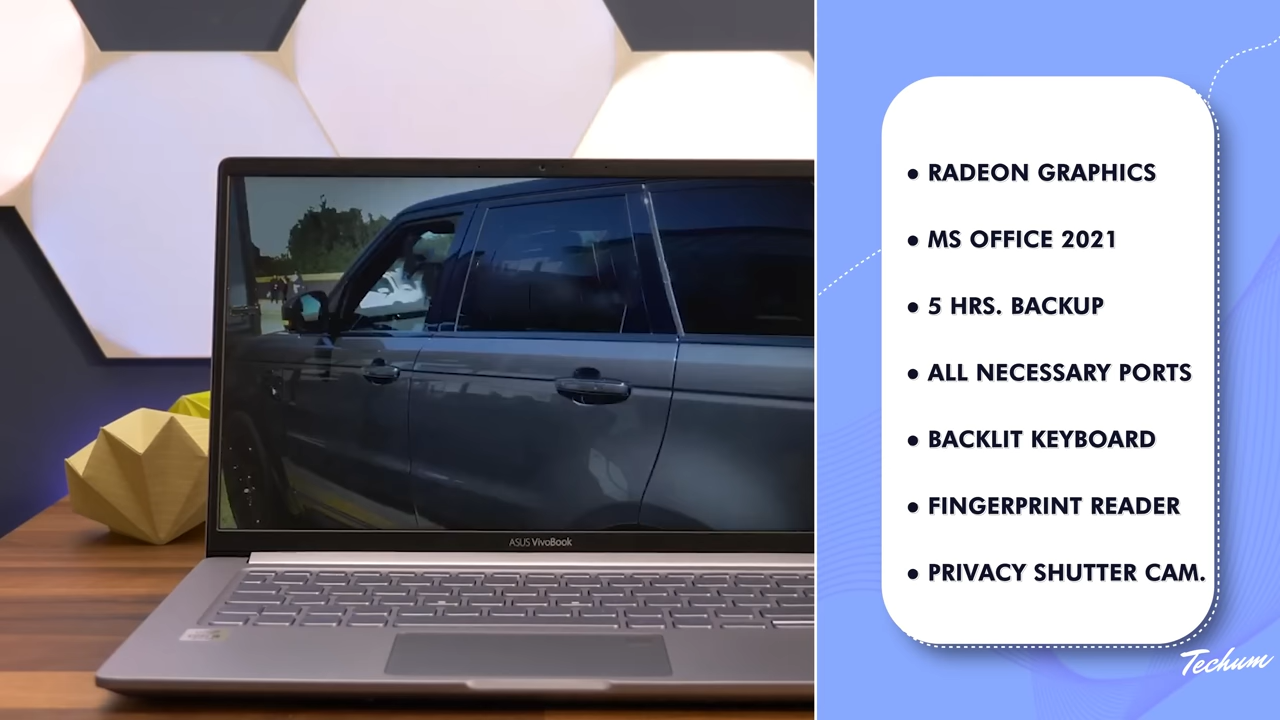 ASUS VivoBook
• RADEON GRAPHICS
• MS OFFICE 2021
• 5 HRS. BACKUP
• ALL NECESSARY PORTS
• BACKLIT KEYBOARD
• FINGERPRINT READER
• PRIVACY SHUTTER CAM.
Techum